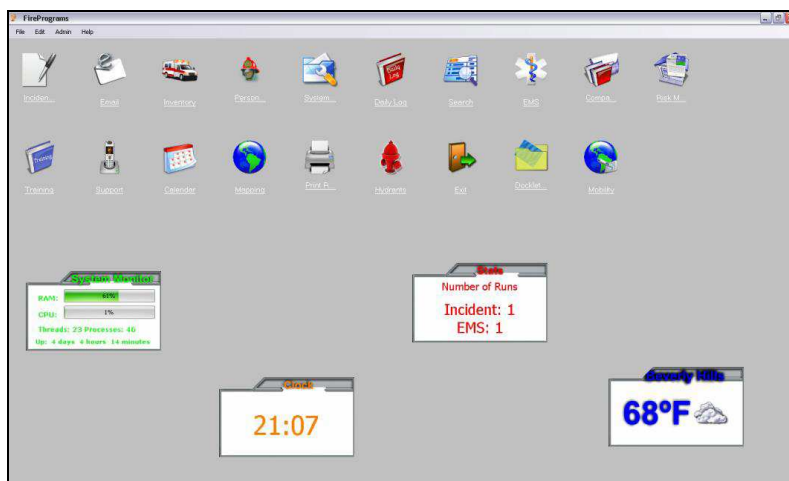 FirePrograms
File Edit Admin Help
Inciden... Email Inventory Person... System... Daily Log Search EMS Compa... Risk M...
Training Support Calendar Mapping Print R... Hydrants Exit Docklet... Mobility
System Monitor
RAM: 61%
CPU: 1%
Threads: 23 Processes: 46
Up: 4 days 4 hours 14 minutes
Stats
Number of Runs
Incident: 1
EMS: 1
Clock
21:07
Beverly Hills
68°F